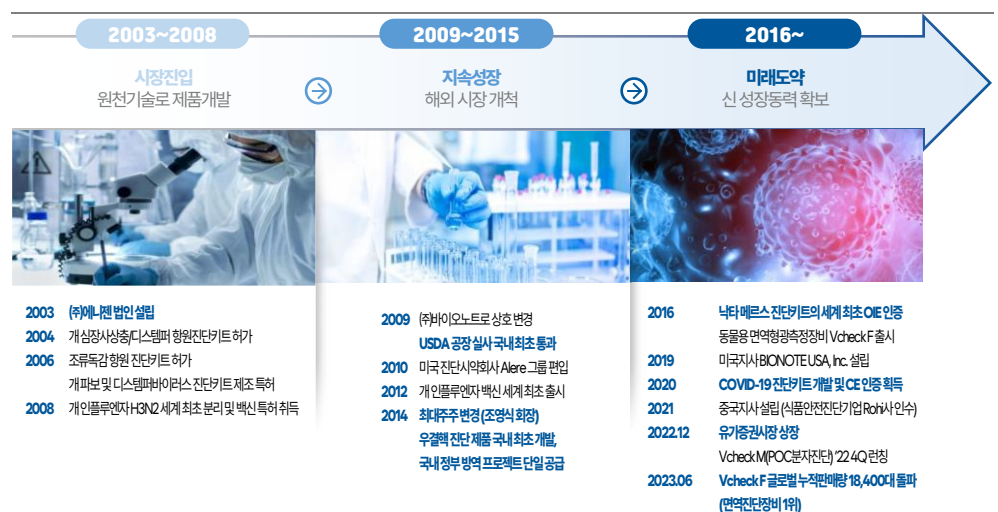 2003~2008
시장진입
원천기술로 제품개발
2009~2015
지속성장
해외 시장 개척
2016~
미래도약
신 성장동력 확보
2003 (주)에니젠 법인 설립
2004 개 심장사상충/디스템퍼 항원진단키트 허가
2006 조류독감 항원 진단키트 허가
개 파보 및 디스템퍼바이러스 진단키트 제조 특허
2008 개 인플루엔자 H3N2 세계 최초 분리 및 백신 특허 취득
2009 (주)바이오노트로 상호 변경
USDA 공장 실사 국내 최초 통과
2010 미국 진단시약회사 Alere 그룹 편입
2012 개 인플루엔자 백신 세계 최초 출시
2014 최대주주 변경 (조영식 회장)
우결핵 진단 제품 국내 최초 개발,
국내 정부 방역 프로젝트 단일 공급
2016 낙타 메르스 진단키트의 세계 최초 OIE 인증
동물용 면역형광측정장비 Vcheck F 출시
2019 미국지사 BIONOTE USA, Inc. 설립
2020 COVID-19 진단키트 개발 및 CE 인증 획득
2021 중국지사 설립 (식품안전진단기업 Rohi사 인수)
2022.12 유가증권시장 상장
Vcheck M(POC분자진단) ’22 4Q 런칭
2023.06 Vcheck F 글로벌 누적판매량 18,400대 돌파
(면역진단장비 1위)